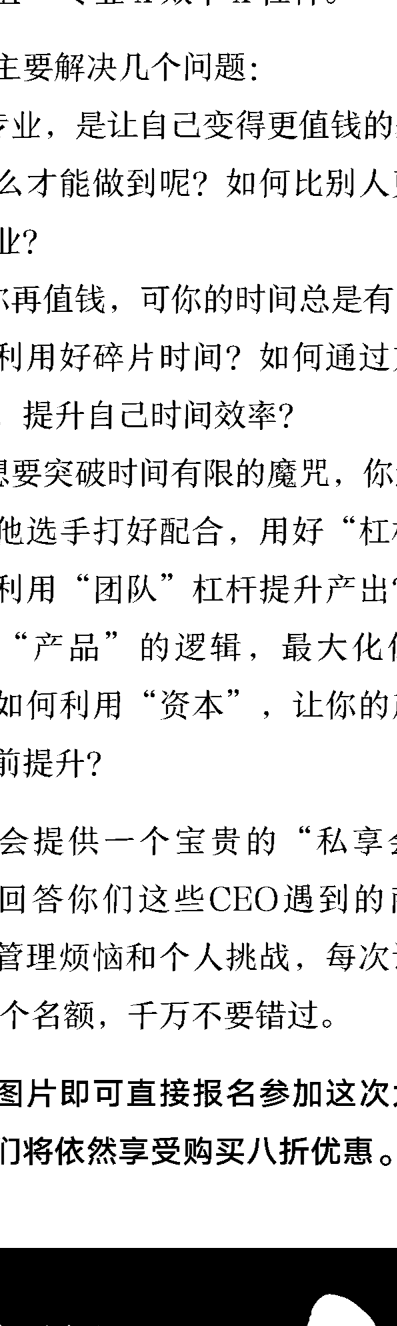 主要解决几个问题：
专业，是让自己变得更值钱的
么才能做到呢？如何比别人
业？
你再值钱，可你的时间总是有
利用好碎片时间？如何通过
，提升自己时间效率？
想要突破时间有限的魔咒，你
他选手打好配合，用好“杠杆
利用“团队”杠杆提升产出？
“产品”的逻辑，最大化
如何利用“资本”，让你的
前提升？
会提供一个宝贵的“私享会
回答你们这些CEO遇到的
管理烦恼和个人挑战，每次
个名额，千万不要错过。
图片即可直接报名参加这次
们将依然享受购买八折优惠。